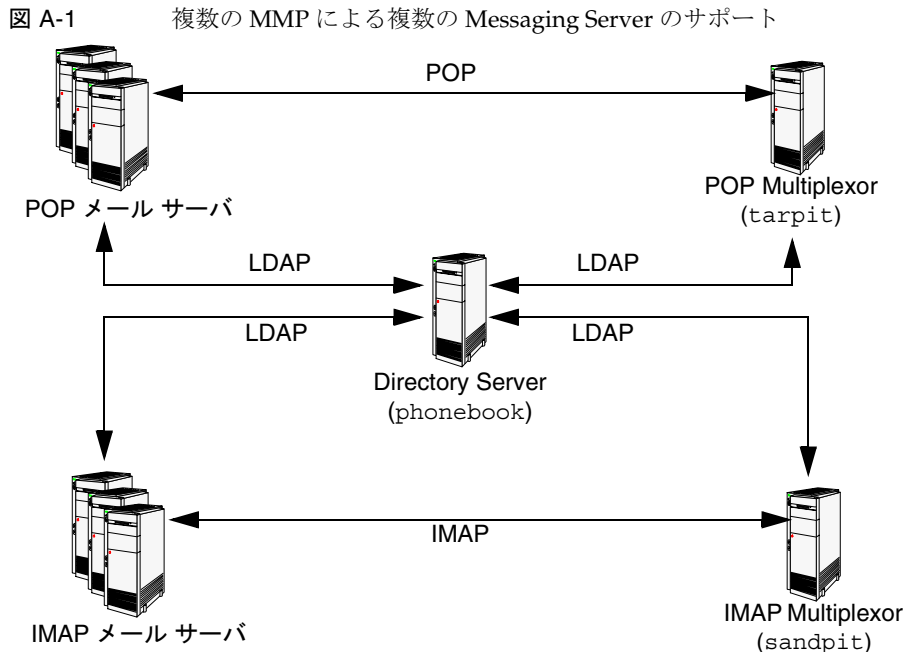 図 A-1 複数の MMP による複数の Messaging Server のサポート
POP
POP メール サーバ
POP Multiplexor
(tarpit)
LDAP
LDAP
LDAP
LDAP
Directory Server
(phonebook)
IMAP
IMAP メール サーバ
IMAP Multiplexor
(sandpit)